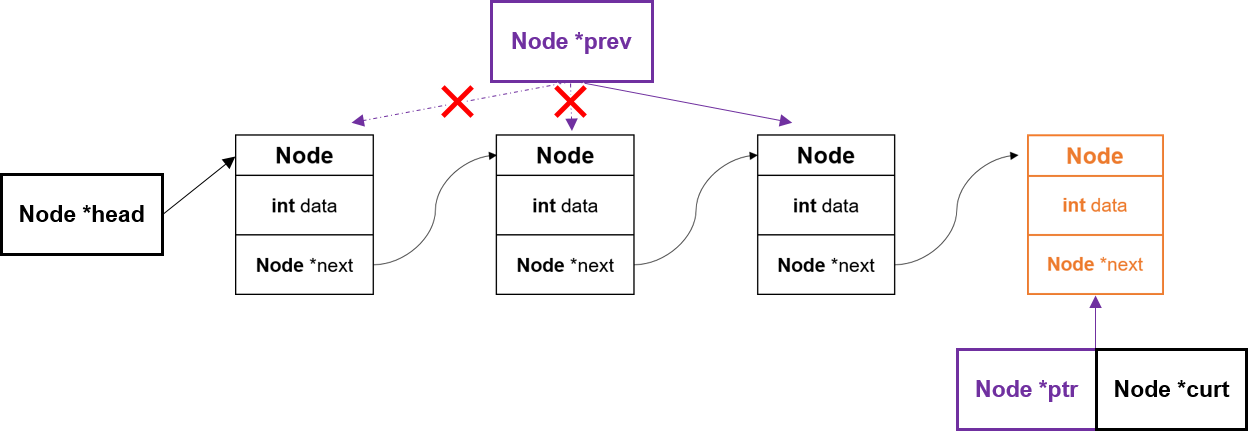 Node *prev
Node *head
Node
int data
Node *next
Node
int data
Node *next
Node
int data
Node *next
Node
int data
Node *next
Node *ptr
Node *curt